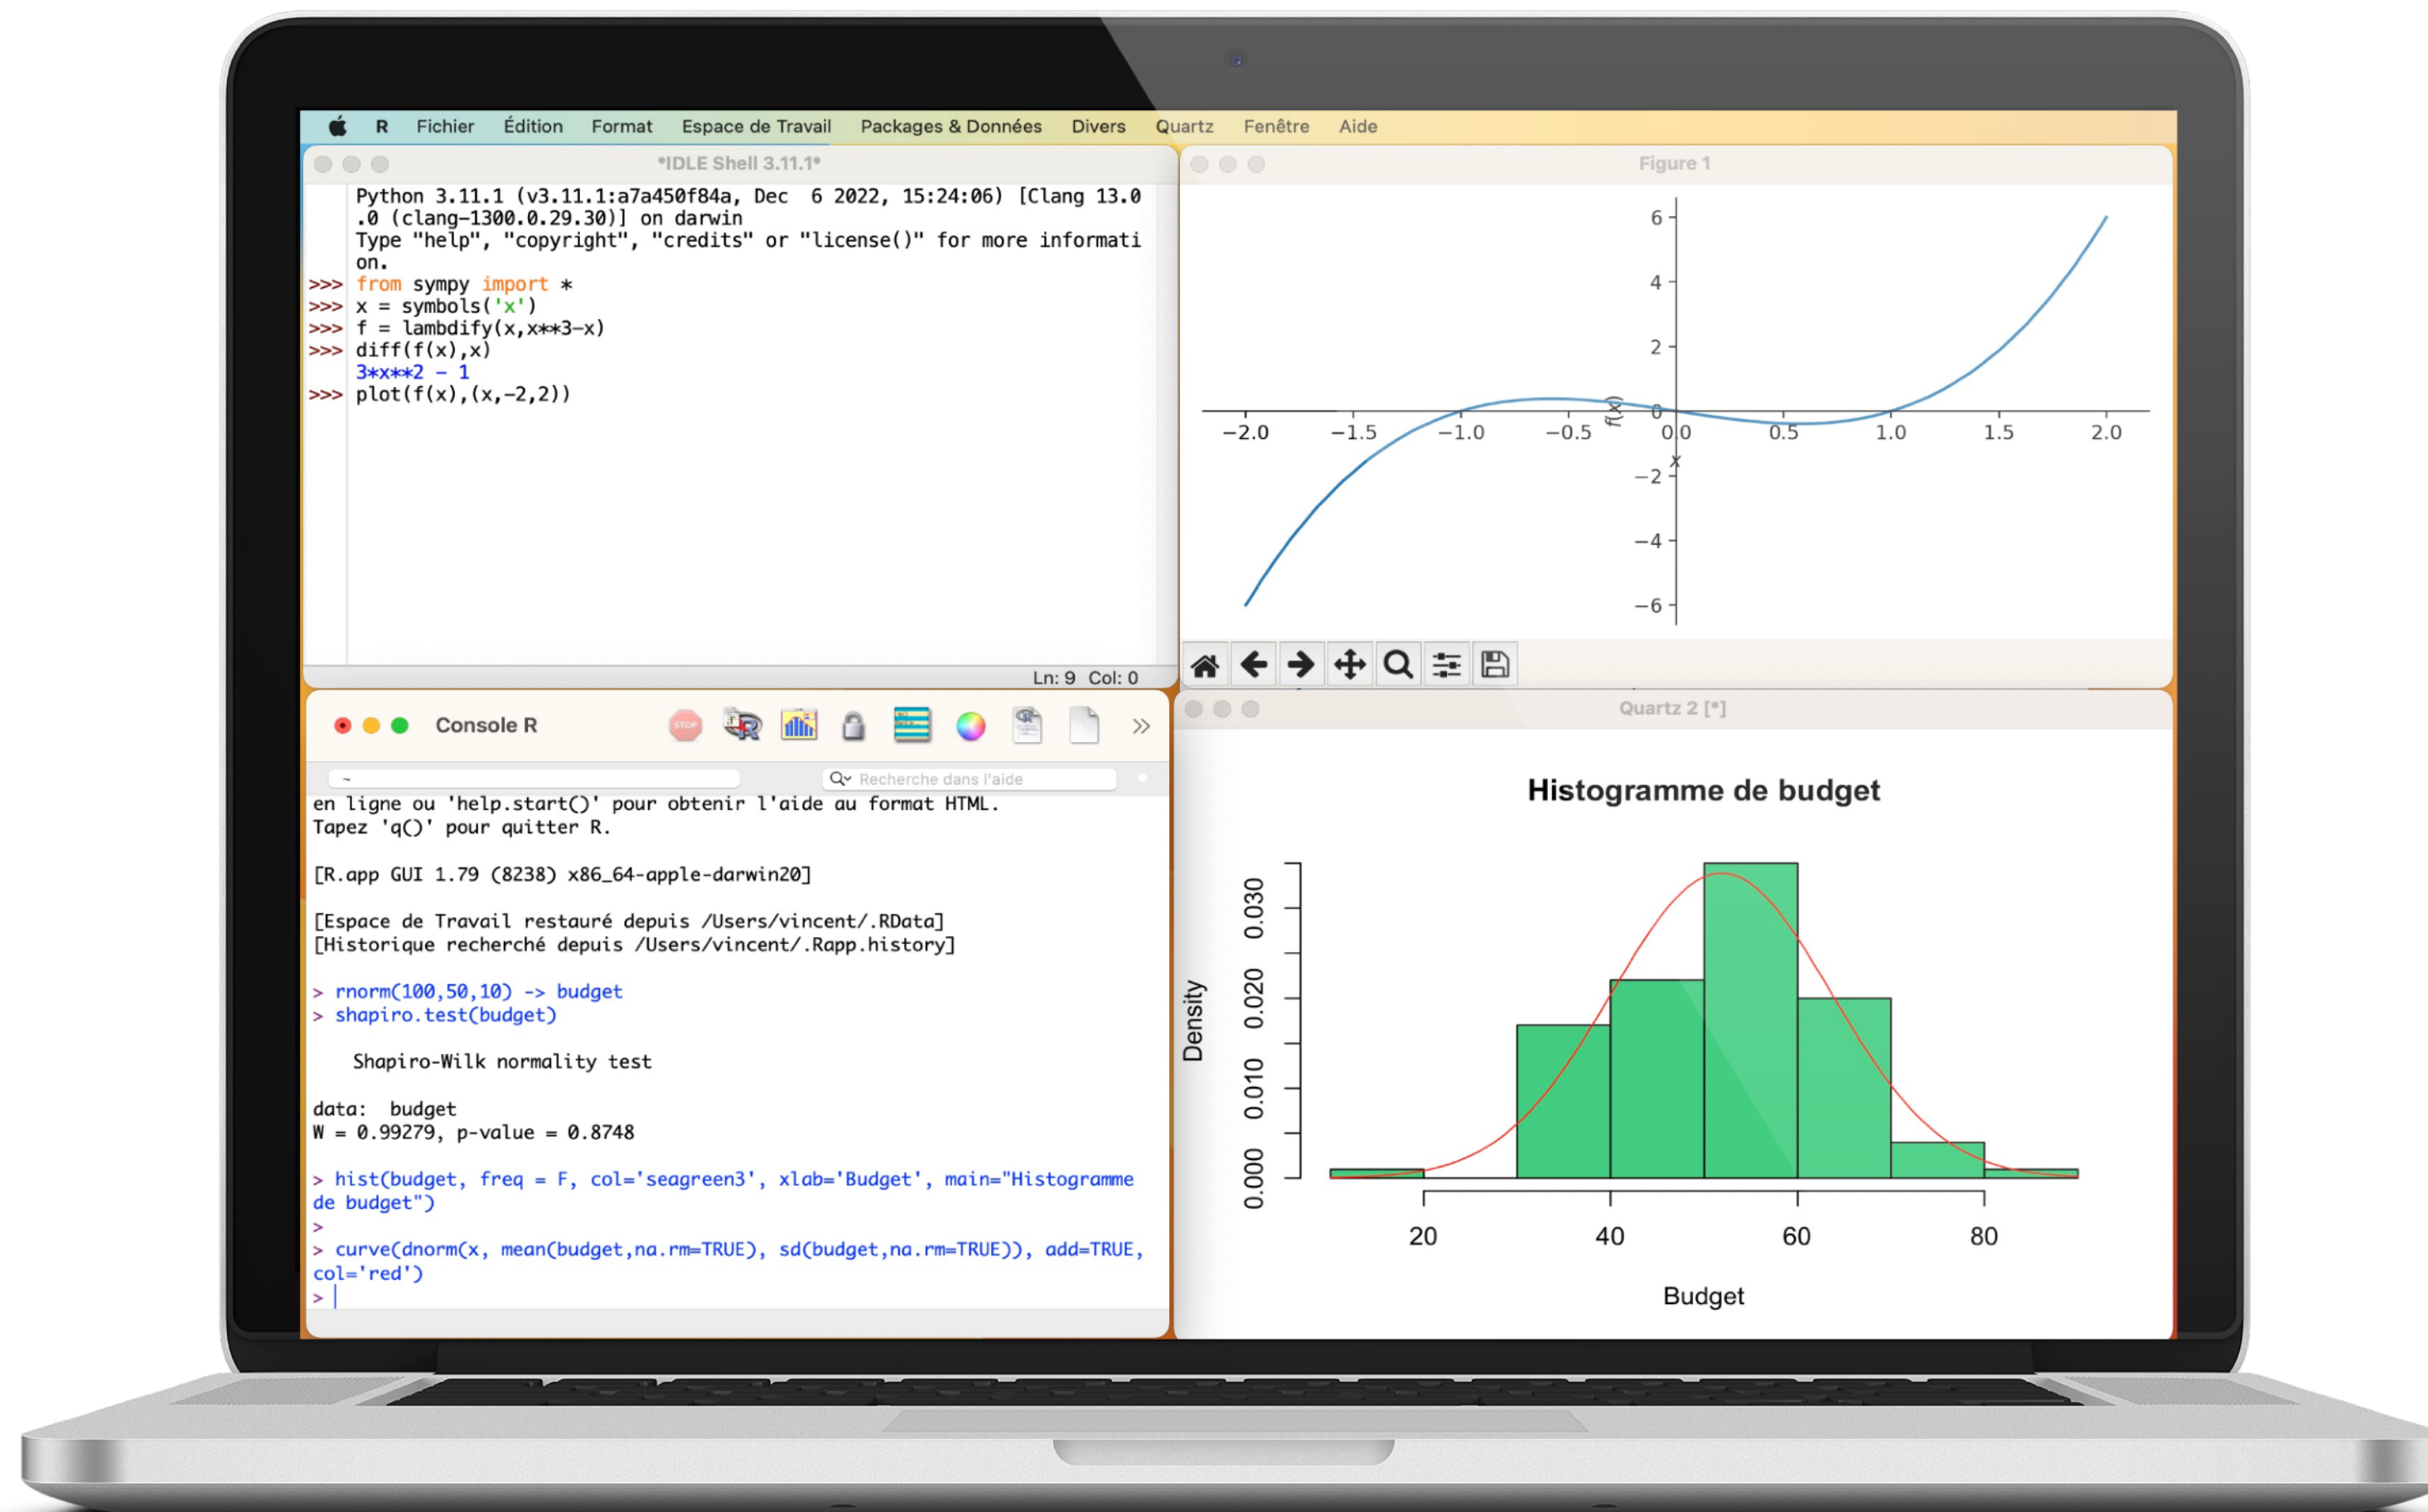 R Fichier Édition Format Espace de Travail Packages & Données Divers Quartz Fenêtre Aide
*IDLE Shell 3.11.1*
Python 3.11.1 (v3.11.1:a7a450f84a, Dec  6 2022, 15:24:06) [Clang 13.0
.0 (clang-1300.0.29.30)] on darwin
Type "help", "copyright", "credits" or "license()" for more informati
on.
>>> from sympy import *
>>> x = symbols('x')
>>> f = lambdify(x,x**3-x)
>>> diff(f(x),x)
3*x**2 - 1
>>> plot(f(x),(x,-2,2))
Ln: 9 Col: 0
Figure 1
6
4
2
0
−2
−4
−6
f(x)
−2.0 −1.5 −1.0 −0.5 0.0 0.5 1.0 1.5 2.0
x
Console R
STOP
~
Recherche dans l'aide
en ligne ou 'help.start()' pour obtenir l'aide au format HTML.
Tapez 'q()' pour quitter R.
[R.app GUI 1.79 (8238) x86_64-apple-darwin20]
[Espace de Travail restauré depuis /Users/vincent/.RData]
[Historique recherché depuis /Users/vincent/.Rapp.history]
> rnorm(100,50,10) -> budget
> shapiro.test(budget)
Shapiro-Wilk normality test
data:  budget
W = 0.99279, p-value = 0.8748
> hist(budget, freq = F, col='seagreen3', xlab='Budget', main="Histogramme
de budget")
>
> curve(dnorm(x, mean(budget,na.rm=TRUE), sd(budget,na.rm=TRUE)), add=TRUE,
col='red')
>
Quartz 2 [*]
Histogramme de budget
Density
0.030
0.020
0.010
0.000
20 40 60 80
Budget